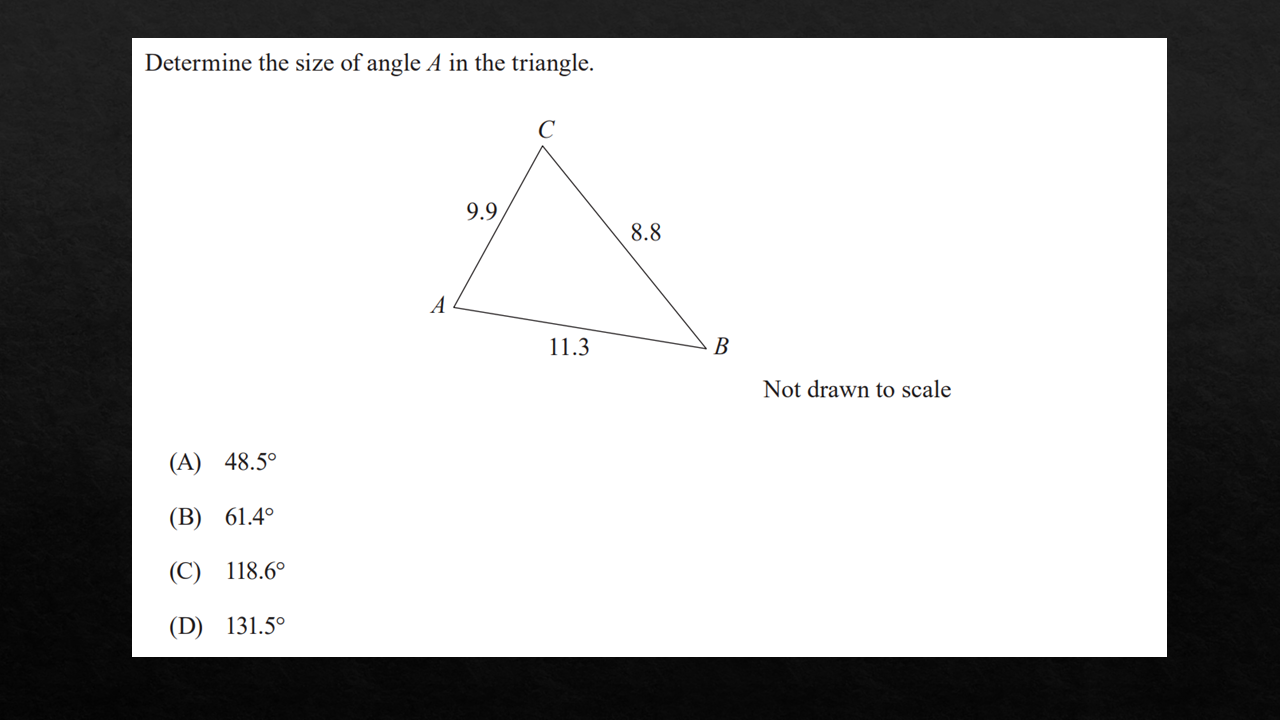 Determine the size of angle A in the triangle.
C
9.9
8.8
A
11.3
B
Not drawn to scale
(A) 48.5°
(B) 61.4°
(C) 118.6°
(D) 131.5°